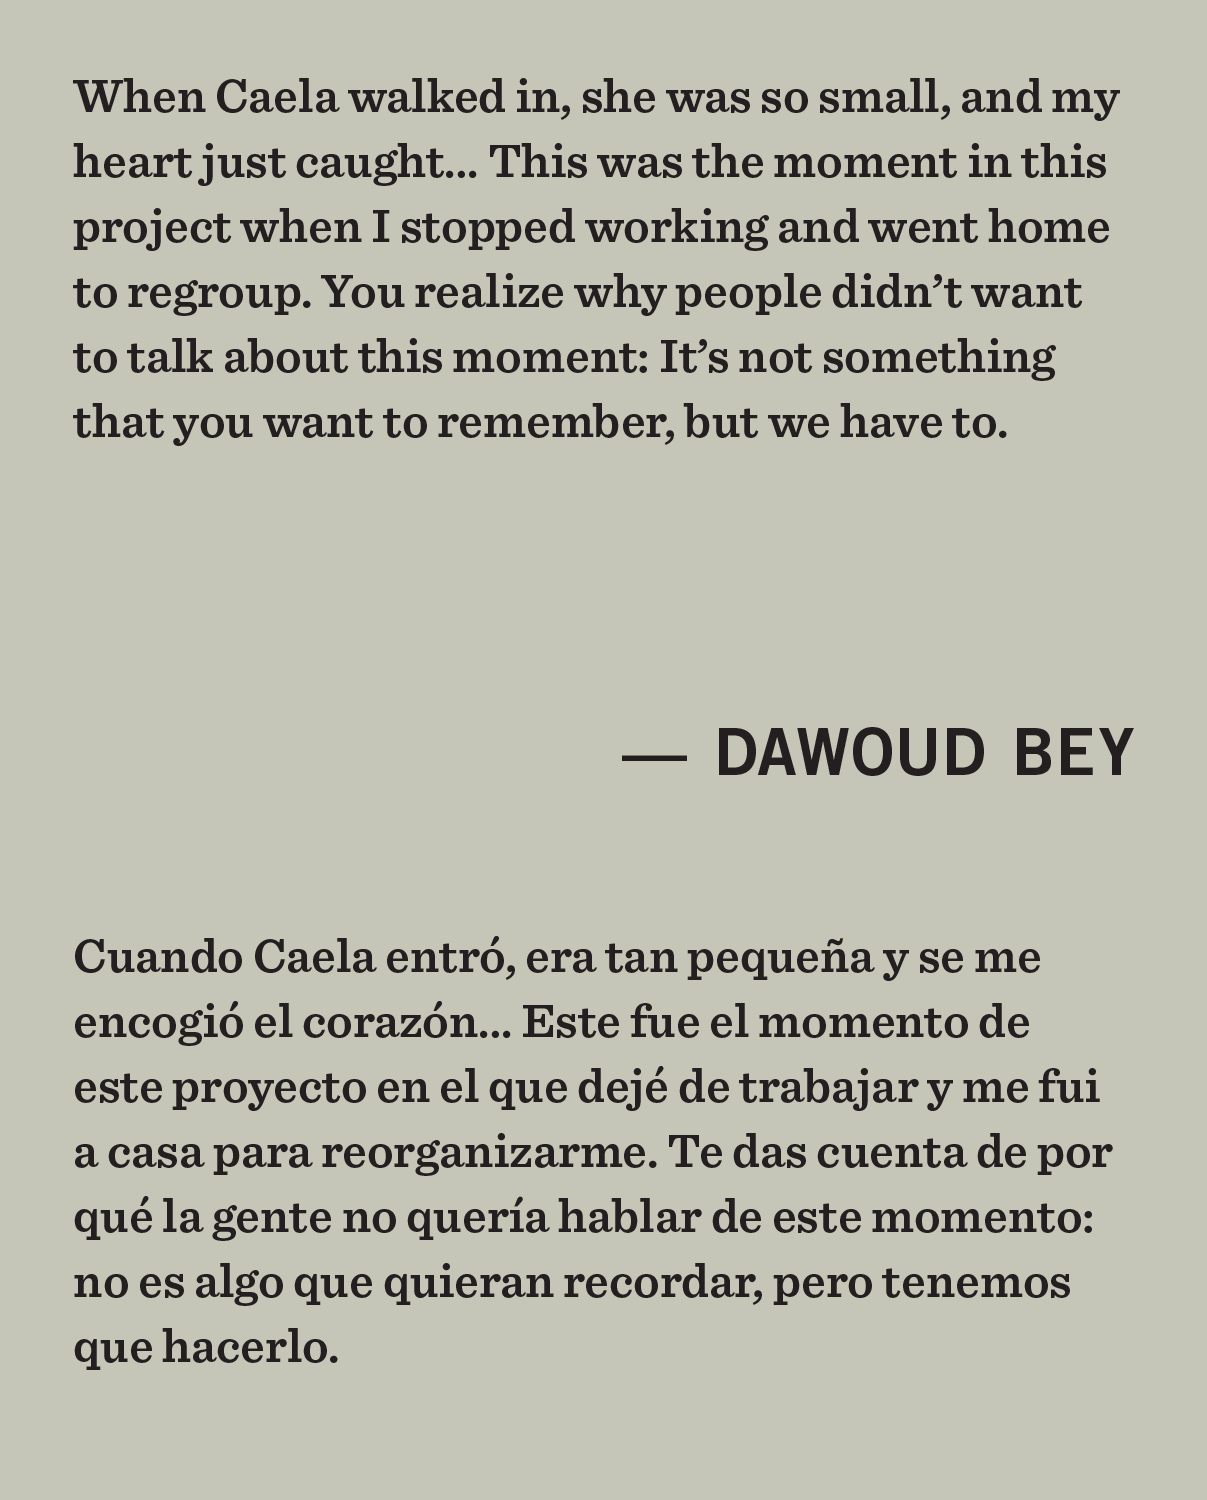 When Caela walked in, she was so small, and my
heart just caught... This was the moment in this
project when I stopped working and went home
to regroup. You realize why people didn’t want
to talk about this moment: It’s not something
that you want to remember, but we have to.
— DAWOUD BEY
Cuando Caela entró, era tan pequeña y se me
encogió el corazón... Este fue el momento de
este proyecto en el que dejé de trabajar y me fui
a casa para reorganizarme. Te das cuenta de por
qué la gente no quería hablar de este momento:
no es algo que quieran recordar, pero tenemos
que hacerlo.